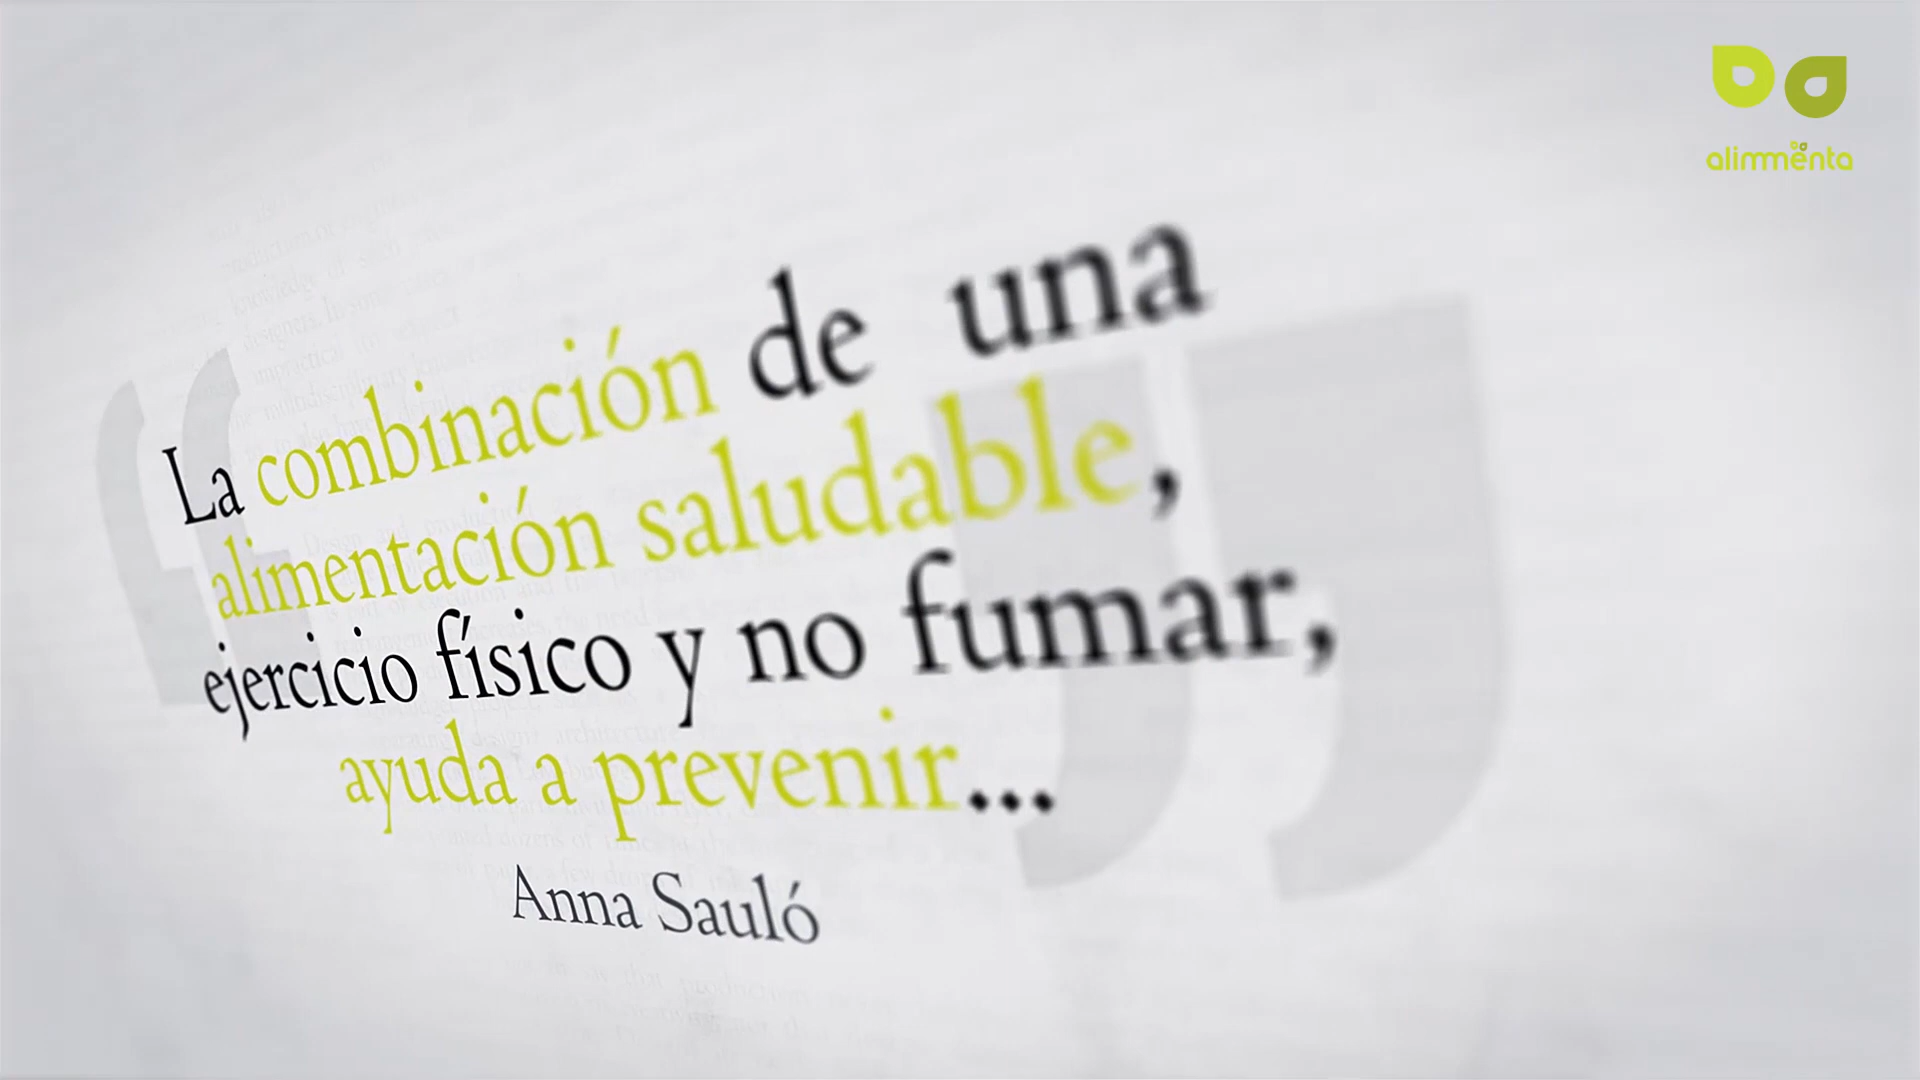 alimmenta
La combinación de una
alimentación saludable,
ejercicio físico y no fumar,
ayuda a prevenir...
Anna Sauló